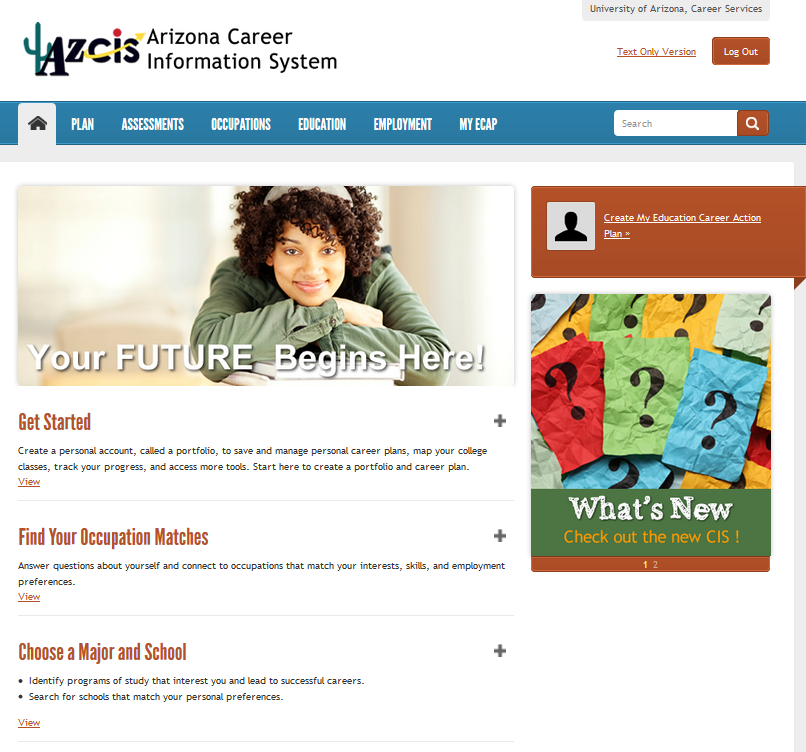 University of Arizona, Career Services
AZCIS Arizona Career
Information System
Text Only Version
Log Out
PLAN ASSESSMENTS OCCUPATIONS EDUCATION EMPLOYMENT MY ECAP
Search
Your FUTURE Begins Here!
Create My Education Career Action
Plan »
? ? ?
What's New
Check out the new CIS !
1 2
Get Started
Create a personal account, called a portfolio, to save and manage personal career plans, map your college
classes, track your progress, and access more tools. Start here to create a portfolio and career plan.
View
Find Your Occupation Matches
Answer questions about yourself and connect to occupations that match your interests, skills, and employment
preferences.
View
Choose a Major and School
• Identify programs of study that interest you and lead to successful careers.
• Search for schools that match your personal preferences.
View